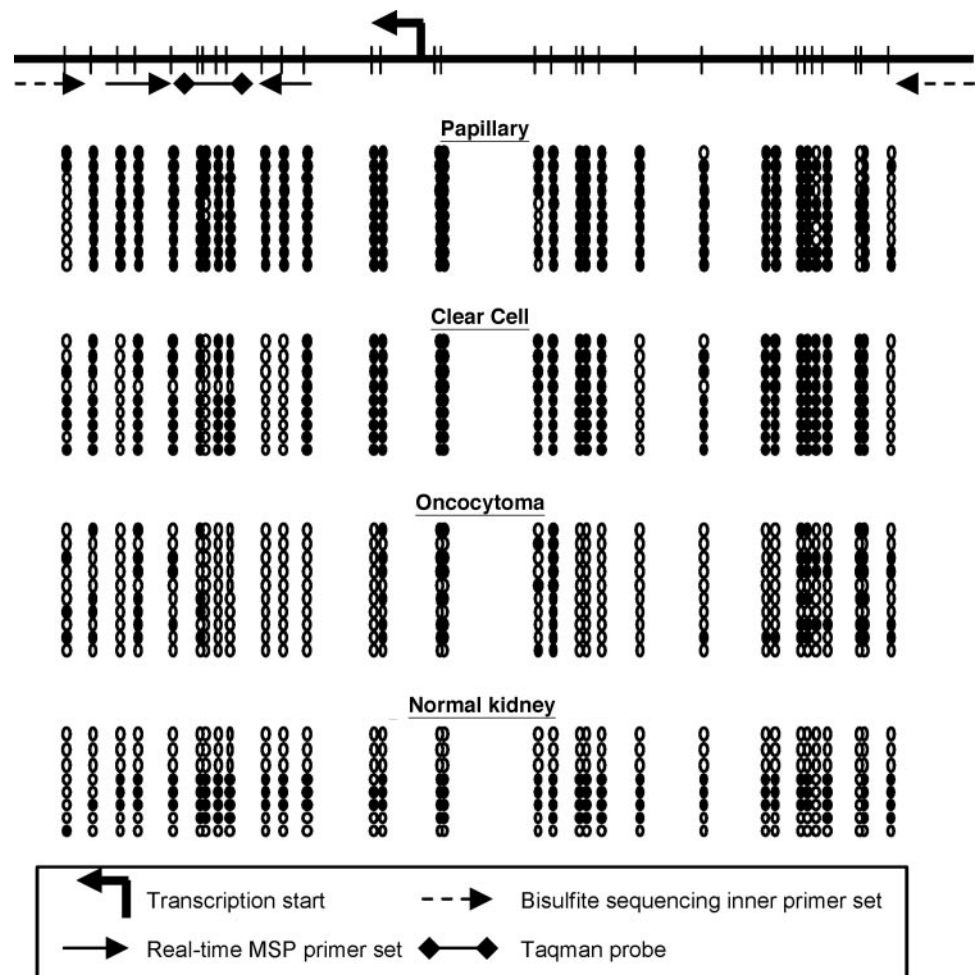 Papillary
Clear Cell
Oncocytoma
Normal kidney
Transcription start
Bisulfite sequencing inner primer set
Real-time MSP primer set
Taqman probe